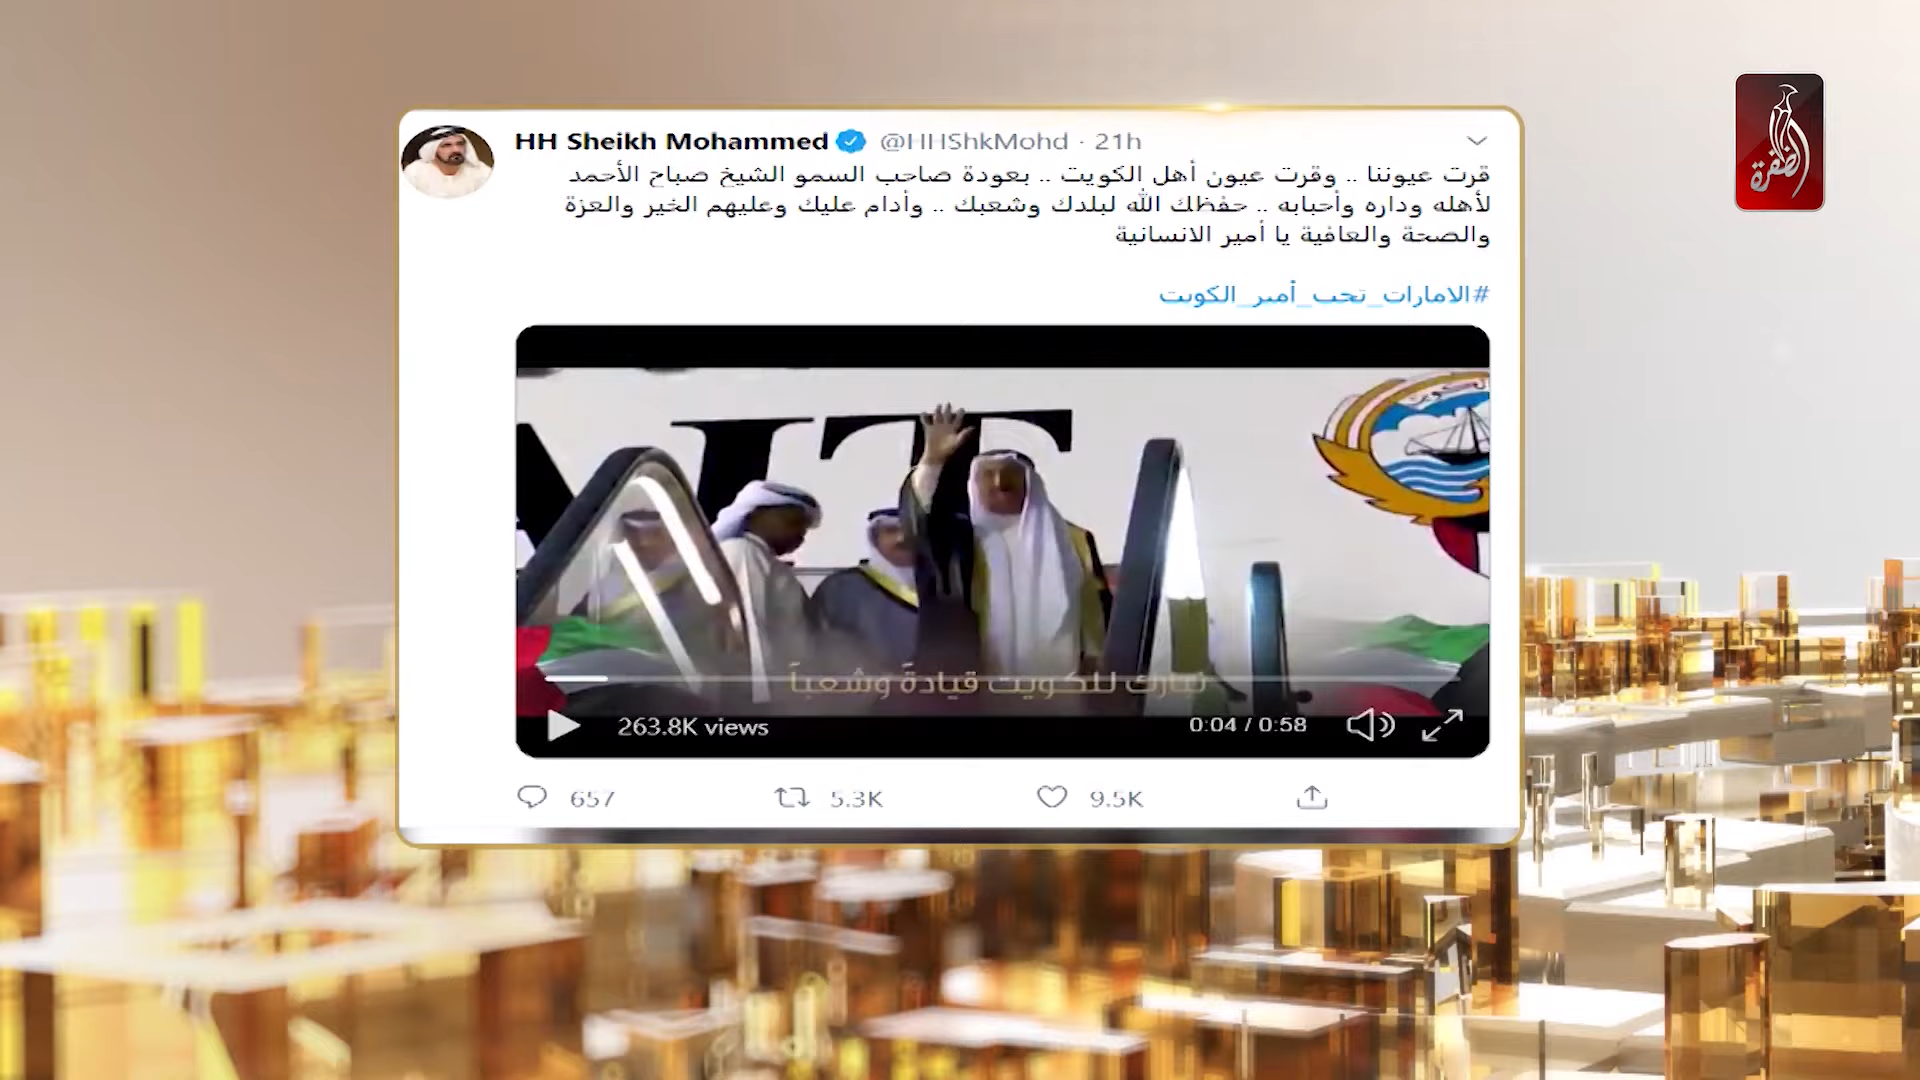 HH Sheikh Mohammed @HHShkMohd · 21h
قرت عيوننا .. وقرت عيون أهل الكويت .. بعودة صاحب السمو الشيخ صباح الأحمد
لأهله وداره وأحبابه .. حفظك الله لبلدك وشعبك .. وأدام عليك وعليهم الخير والعزة
والصحة والعافية يا أمير الانسانية
#الامارات_تحب_أمير_الكويت
الظفرة
نبارك للكويت قيادةً وشعباً
263.8K views
0:04 / 0:58
657
5.3K
9.5K